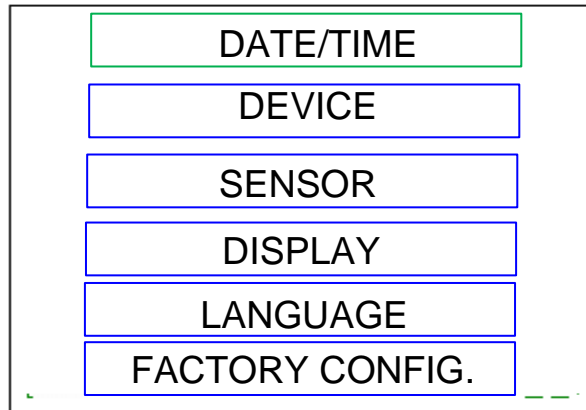 DATE/TIME
DEVICE
SENSOR
DISPLAY
LANGUAGE
FACTORY CONFIG.